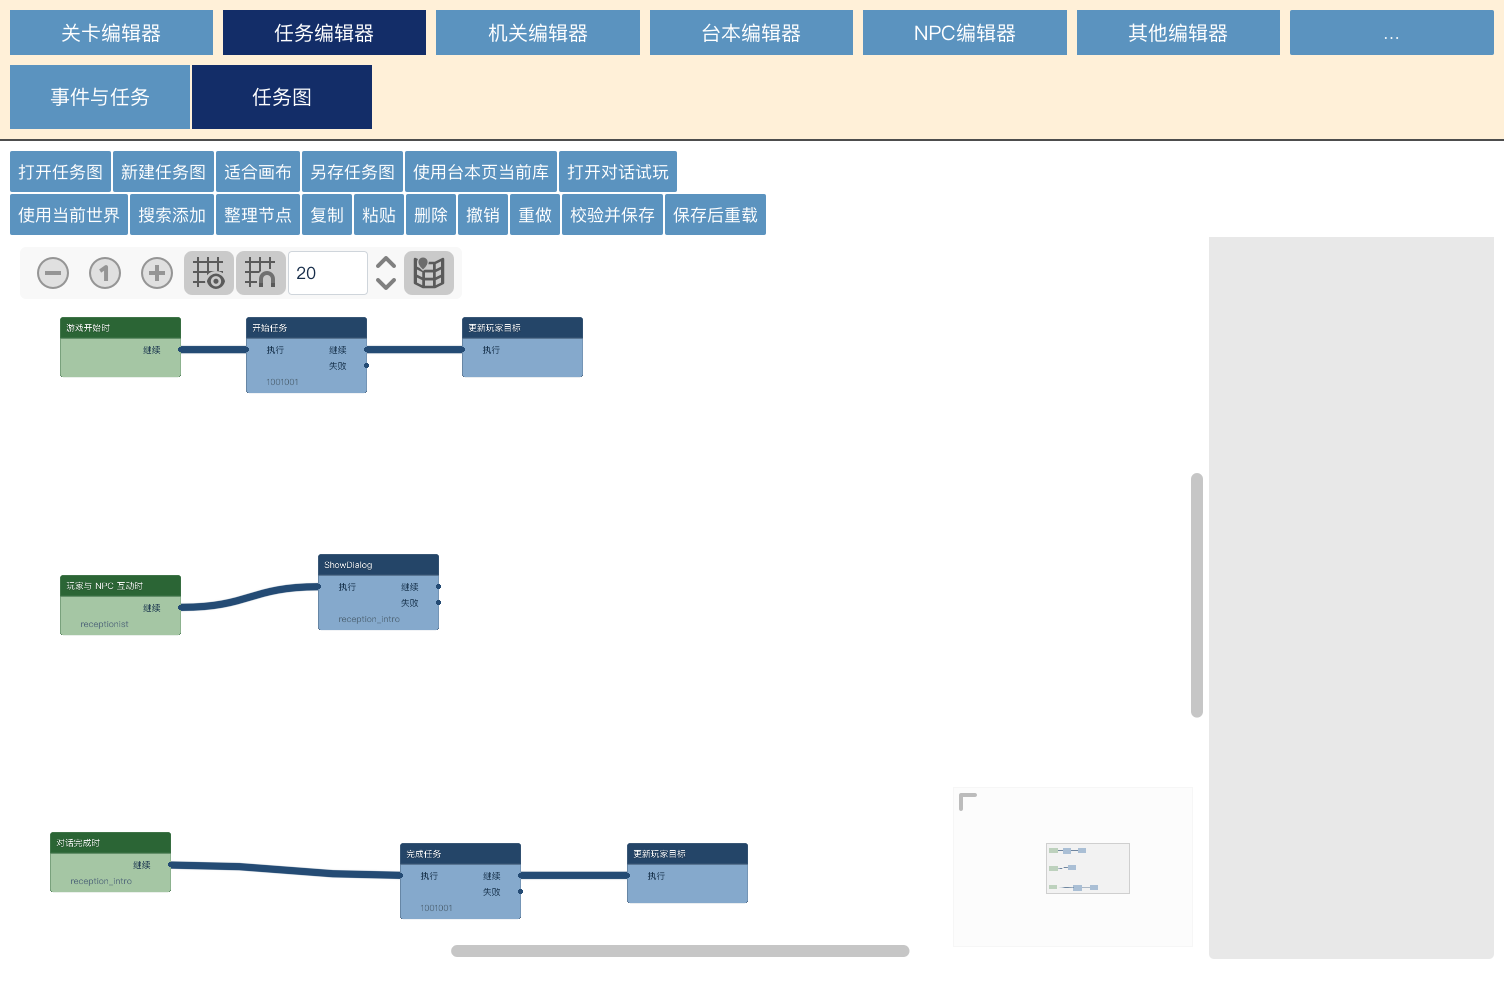 关卡编辑器 任务编辑器 机关编辑器 台本编辑器 NPC编辑器 其他编辑器 ...
事件与任务 任务图
打开任务图 新建任务图 适合画布 另存任务图 使用台本页当前库 打开对话试玩
使用当前世界 搜索添加 整理节点 复制 粘贴 删除 撤销 重做 校验并保存 保存后重载
1 20
游戏开始时 开始任务 更新玩家目标
继续 执行 继续 执行
失败
1001001
ShowDialog
玩家与 NPC 互动时 执行 继续
继续 失败
receptionist reception_intro
对话完成时 完成任务 更新玩家目标
继续 执行 继续 执行
reception_intro 失败
1001001